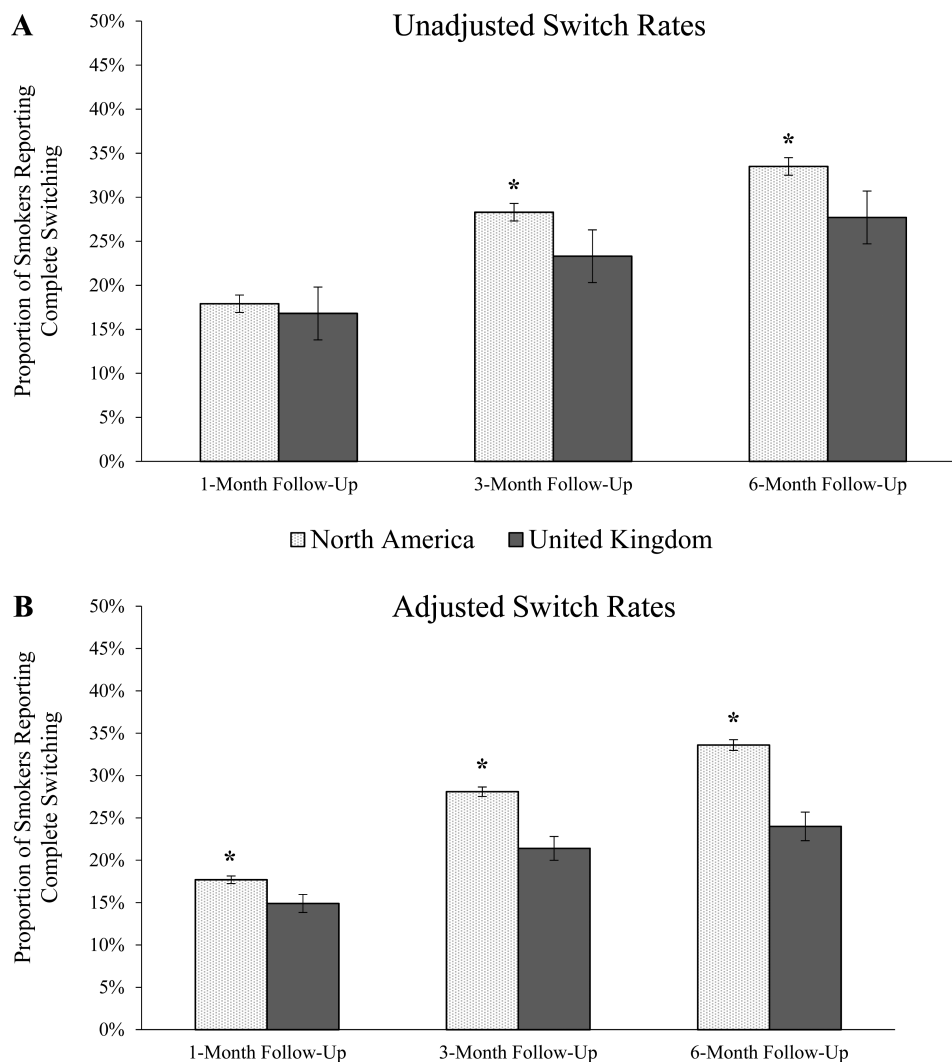 A
Unadjusted Switch Rates
Proportion of Smokers Reporting
Complete Switching
50%
45%
40%
35%
30%
25%
20%
15%
10%
5%
0%
*
*
1-Month Follow-Up
3-Month Follow-Up
6-Month Follow-Up
North America
United Kingdom
B
Adjusted Switch Rates
Proportion of Smokers Reporting
Complete Switching
50%
45%
40%
35%
30%
25%
20%
15%
10%
5%
0%
*
*
*
1-Month Follow-Up
3-Month Follow-Up
6-Month Follow-Up